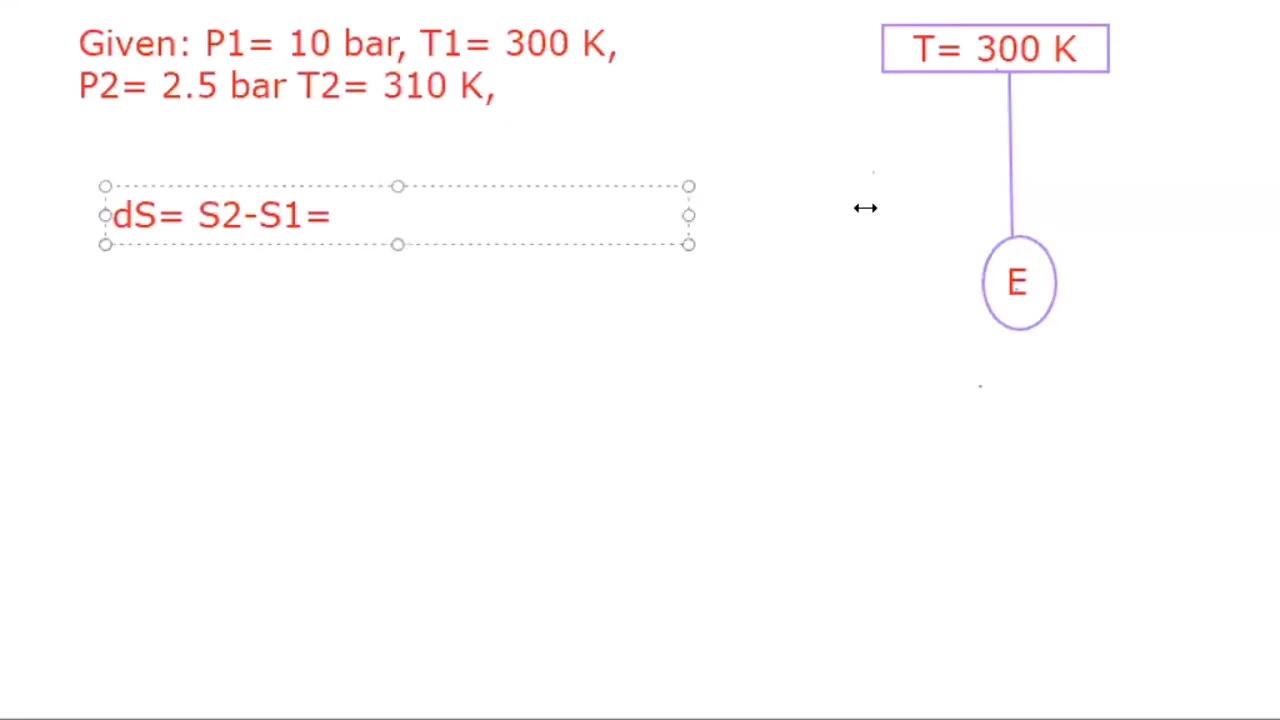 Given: P1= 10 bar, T1= 300 K,
P2= 2.5 bar T2= 310 K,
T= 300 K
dS= S2-S1=
E